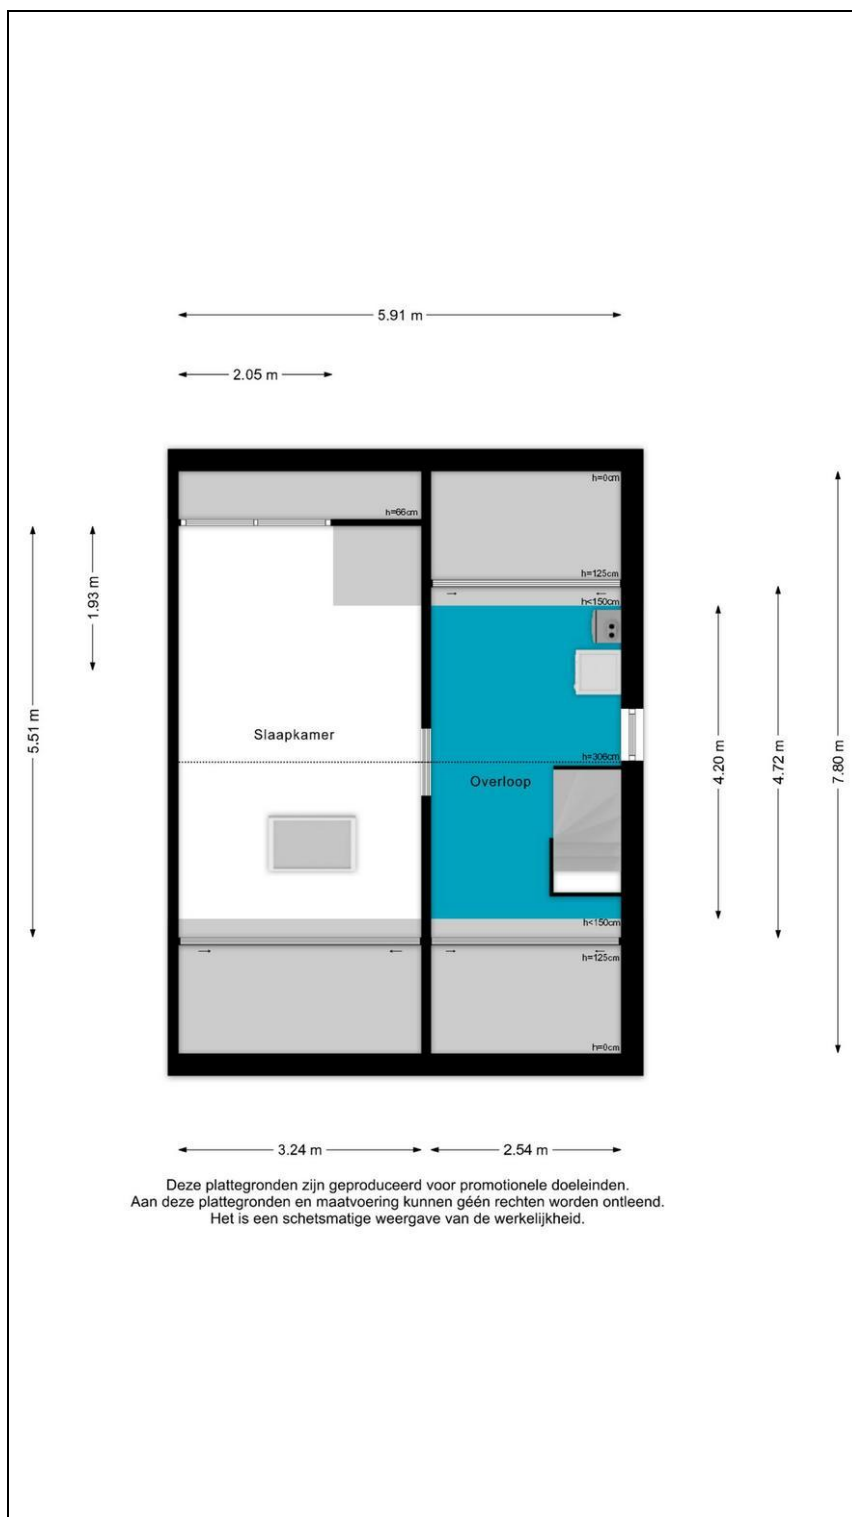 5.91 m
2.05 m
h=0cm
h=66cm
h=125cm
h<150cm
1.93 m
5.51 m
Slaapkamer
h=306cm
Overloop
4.20 m
4.72 m
7.80 m
h<150cm
h=125cm
h=0cm
3.24 m
2.54 m
Deze plattegronden zijn geproduceerd voor promotionele doeleinden.
Aan deze plattegronden en maatvoering kunnen géén rechten worden ontleend.
Het is een schetsmatige weergave van de werkelijkheid.